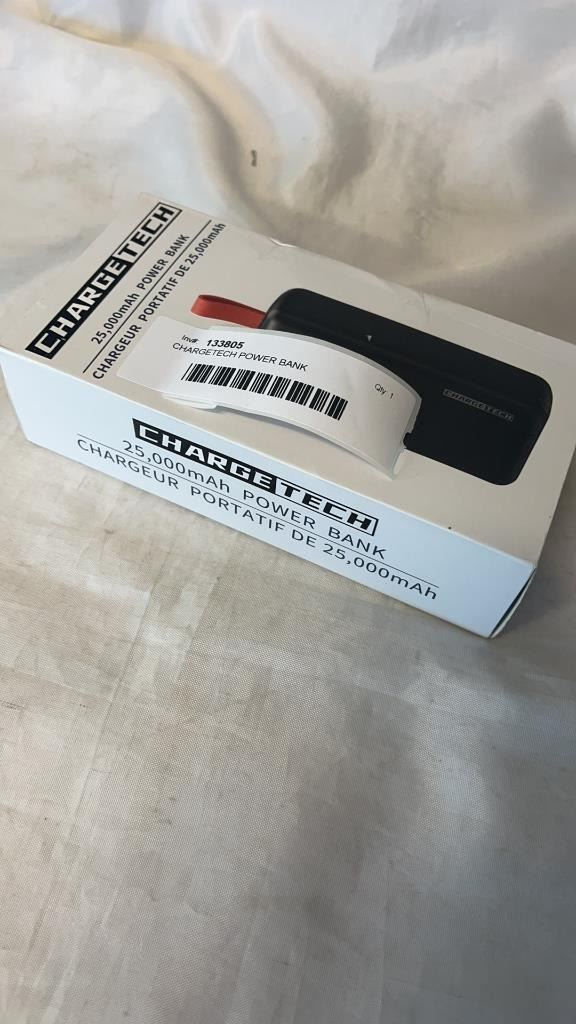 CHARGETECH
25,000mAh POWER BANK
CHARGEUR PORTATIF DE 25,000mAh
Inv# 133805
CHARGETECH POWER BANK
Qty 1
CHARGETECH
CHARGETECH
25,000mAh POWER BANK
CHARGEUR PORTATIF DE 25,000mAh